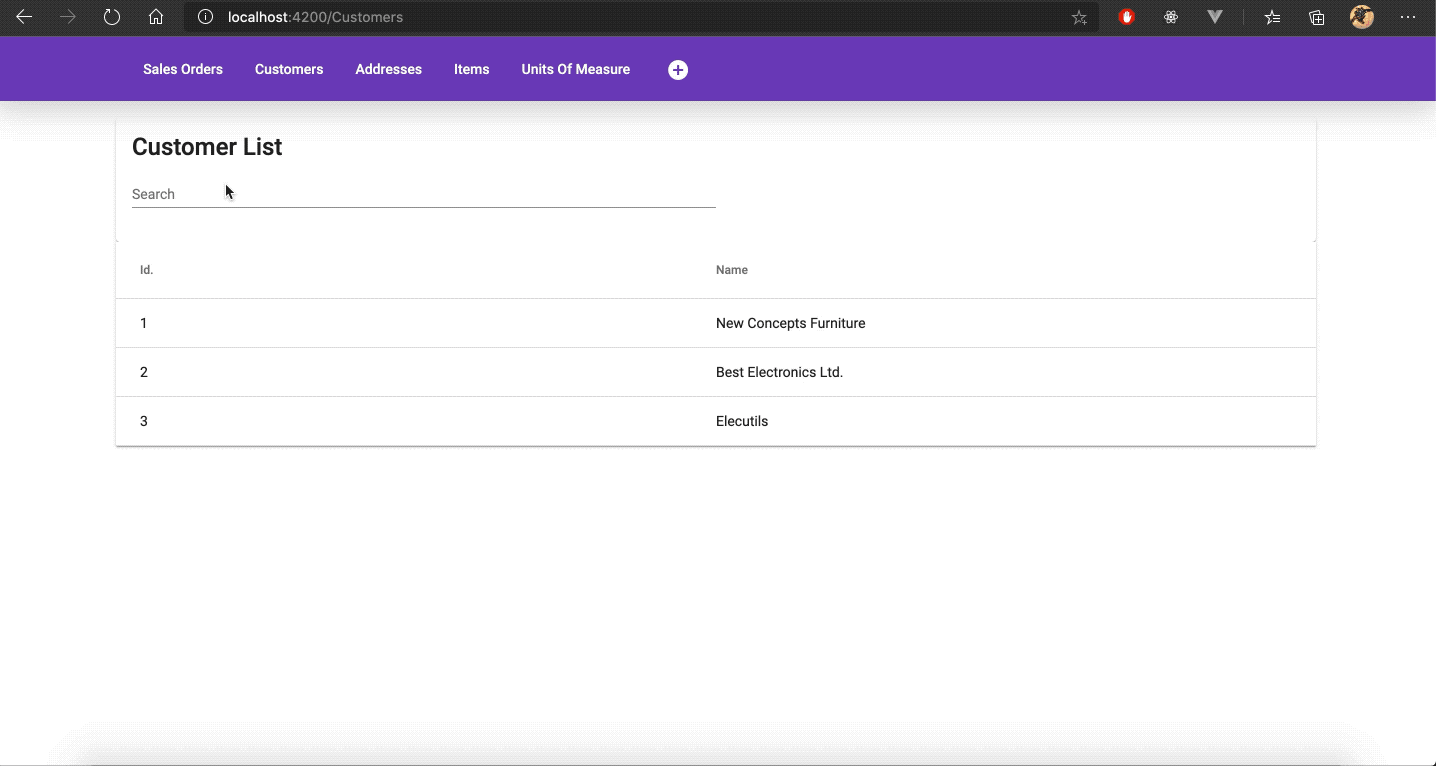 localhost:4200/Customers
Sales Orders Customers Addresses Items Units Of Measure
Customer List
Search
Id. Name
1 New Concepts Furniture
2 Best Electronics Ltd.
3 Elecutils